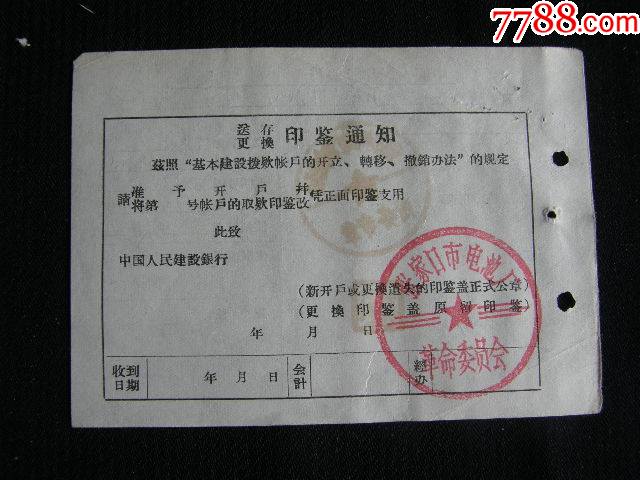 7788.com
送存
更换 印鉴通知
兹照“基本建設拨欵帐戶的开立、轉移、撤銷办法”的规定
請 准予开戶幷
将第 号帐戶的取欵印鉴改 凭正面印鉴支用
此致
中国人民建設銀行
(新开戶或更换遺失的印鉴盖正式公章)
(更换印鉴盖原留印鉴)
年 月 日
收到
日期 年 月 日 会計 經办
张家口市电池厂
革命委员会